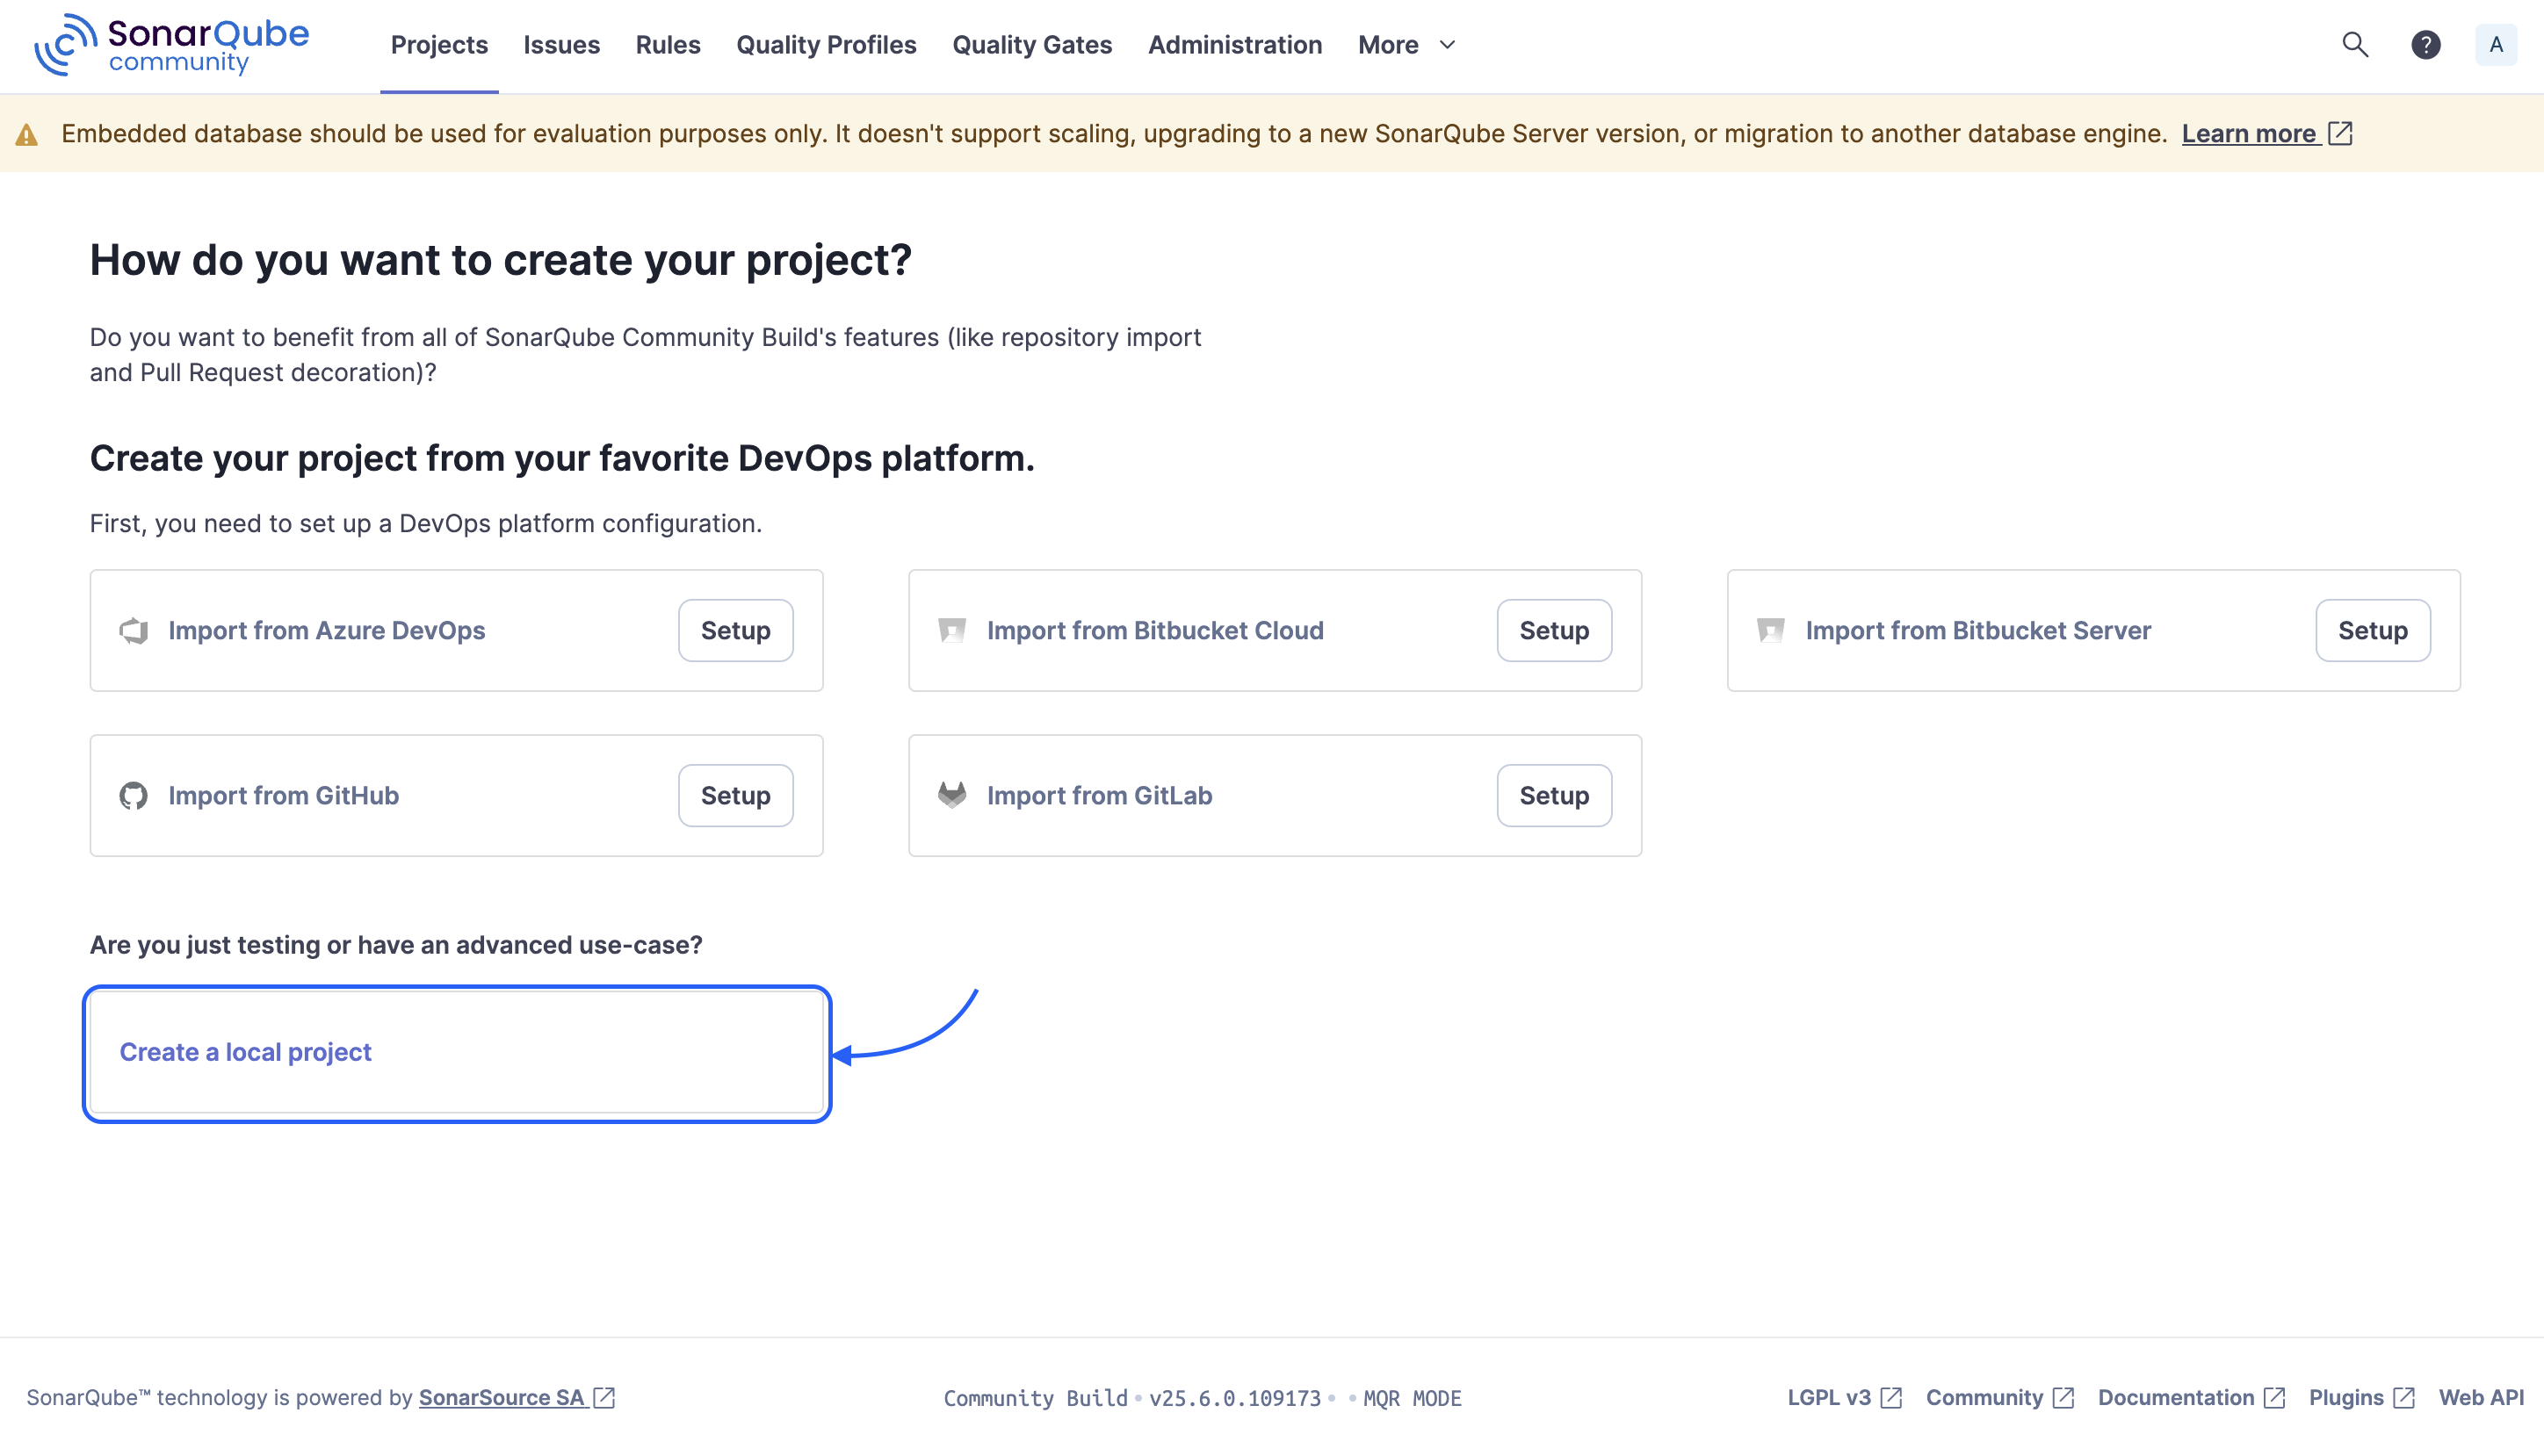 SonarQube
community
Projects
Issues
Rules
Quality Profiles
Quality Gates
Administration
More
?
A
Embedded database should be used for evaluation purposes only. It doesn't support scaling, upgrading to a new SonarQube Server version, or migration to another database engine. Learn more
How do you want to create your project?
Do you want to benefit from all of SonarQube Community Build's features (like repository import
and Pull Request decoration)?
Create your project from your favorite DevOps platform.
First, you need to set up a DevOps platform configuration.
Import from Azure DevOps
Setup
Import from Bitbucket Cloud
Setup
Import from Bitbucket Server
Setup
Import from GitHub
Setup
Import from GitLab
Setup
Are you just testing or have an advanced use-case?
Create a local project
SonarQube™ technology is powered by SonarSource SA
Community Build • v25.6.0.109173 • • MQR MODE
LGPL v3
Community
Documentation
Plugins
Web API